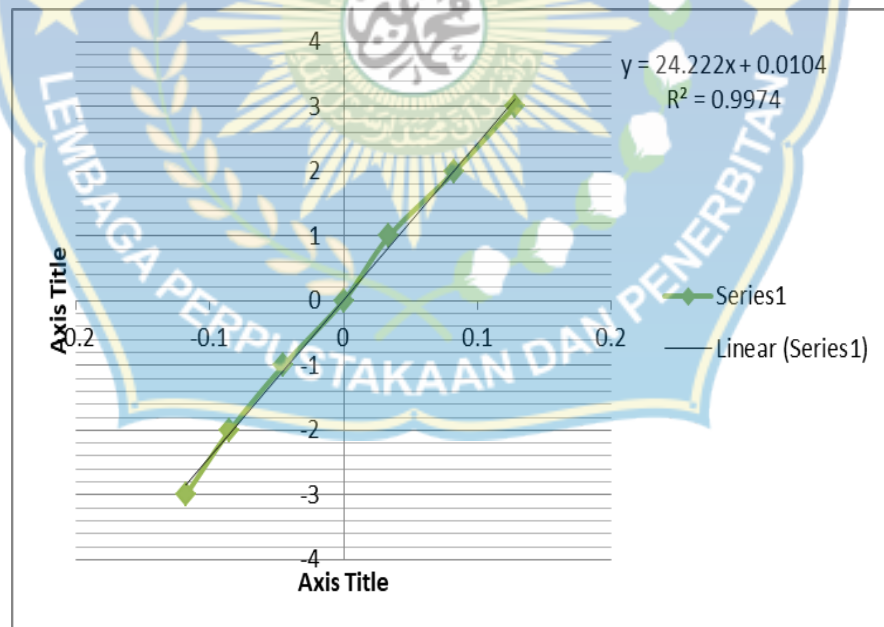 4
3
2
1
0
-1
-2
-3
-4
0.2
-0.1
0
0.1
0.2
Axis Title
Axis Title
y = 24.222x + 0.0104
R² = 0.9974
Series1
Linear (Series1)
LEMBAGA PERPUSTAKAAN DAN PENERBITAN